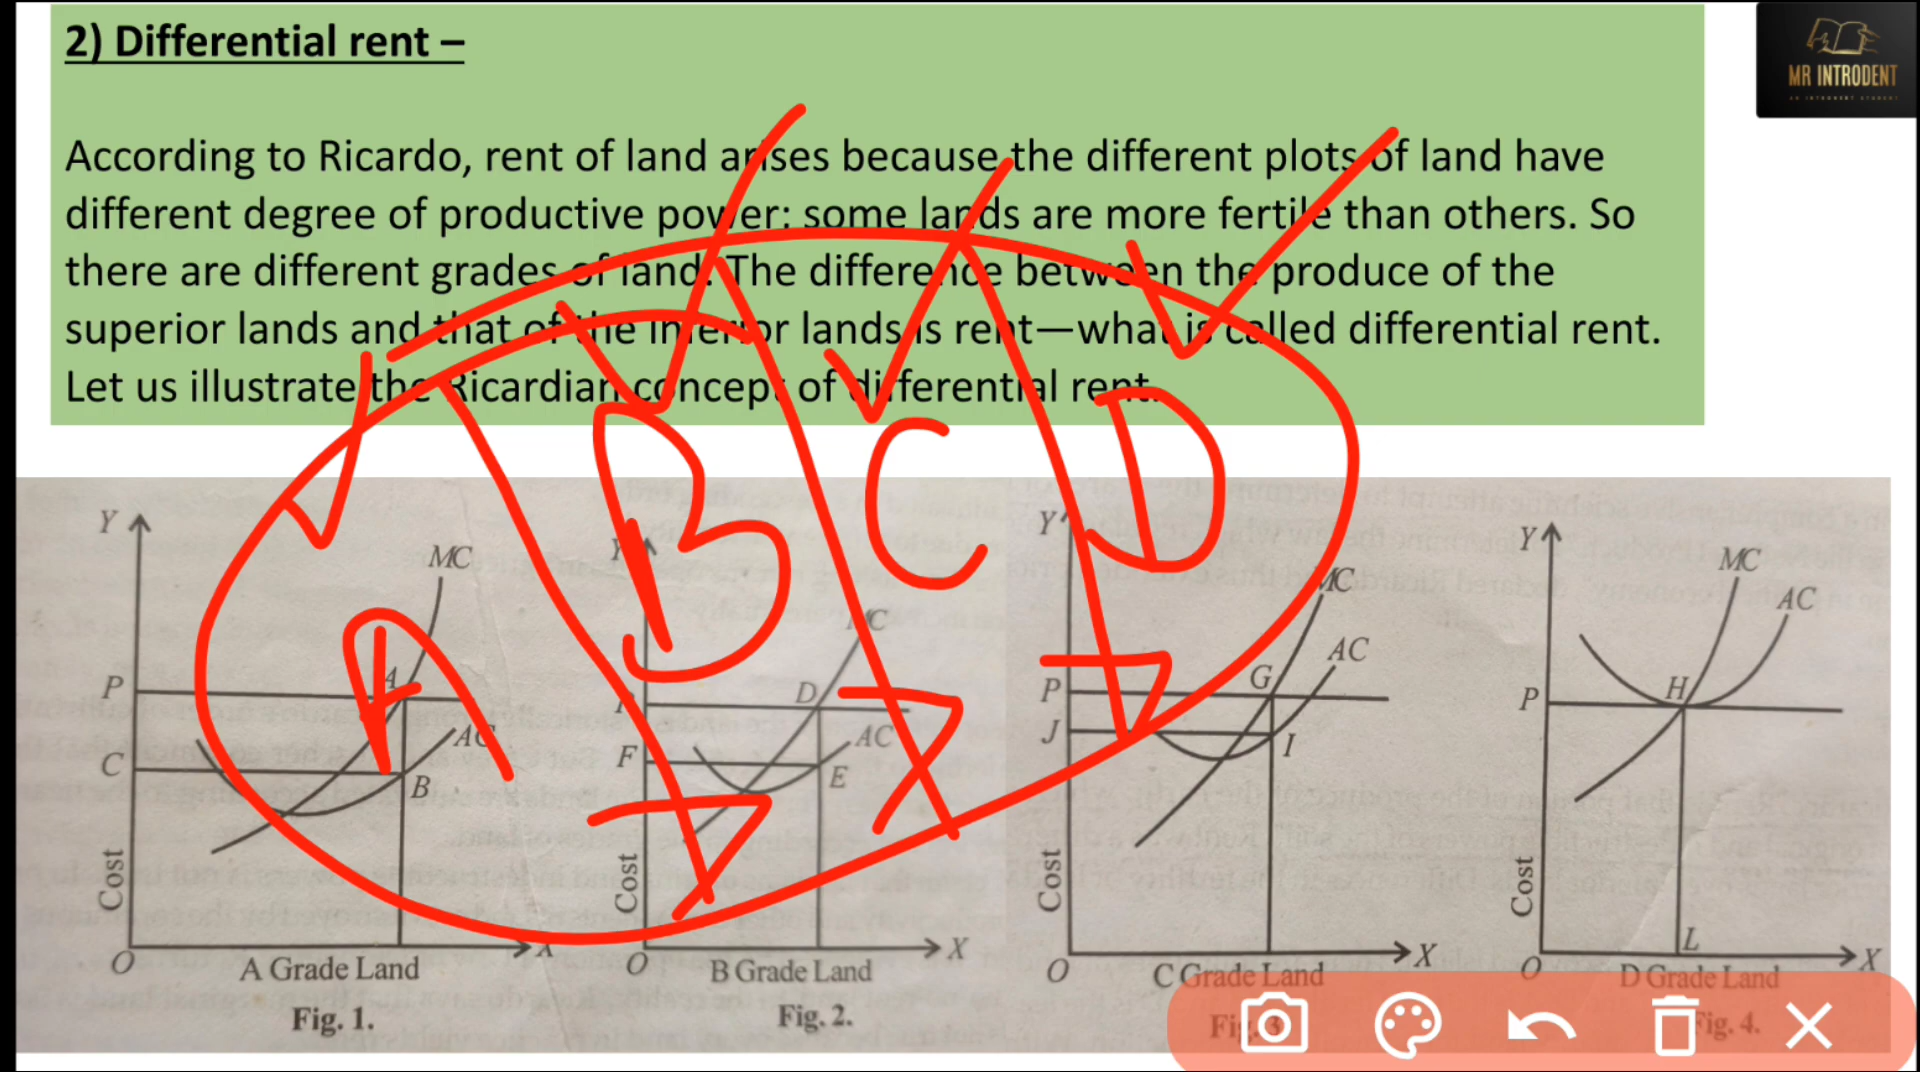 2) Differential rent –
MR INTRODENT
According to Ricardo, rent of land arises because the different plots of land have
different degree of productive power; some lands are more fertile than others. So
there are different grades of land. The difference between the produce of the
superior lands and that of the inferior lands is rent—what is called differential rent.
Let us illustrate the Ricardian concept of differential rent.
A B C D
Y MC A P AC C B Cost O A Grade Land
Fig. 1.
Y D P AC F E Cost O X B Grade Land
Fig. 2.
Y MC AC G P J I Cost O X C Grade Land
Fig. 3
Y MC AC H P Cost L O X D Grade Land
Fig. 4.